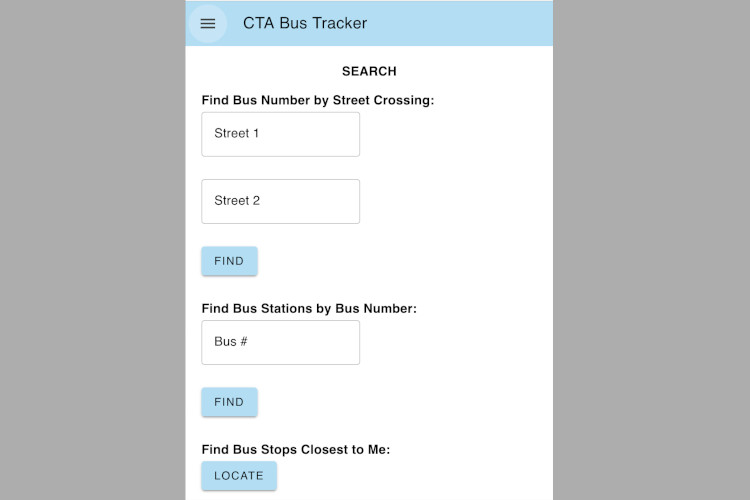 CTA Bus Tracker
SEARCH
Find Bus Number by Street Crossing:
Street 1
Street 2
FIND
Find Bus Stations by Bus Number:
Bus #
FIND
Find Bus Stops Closest to Me:
LOCATE